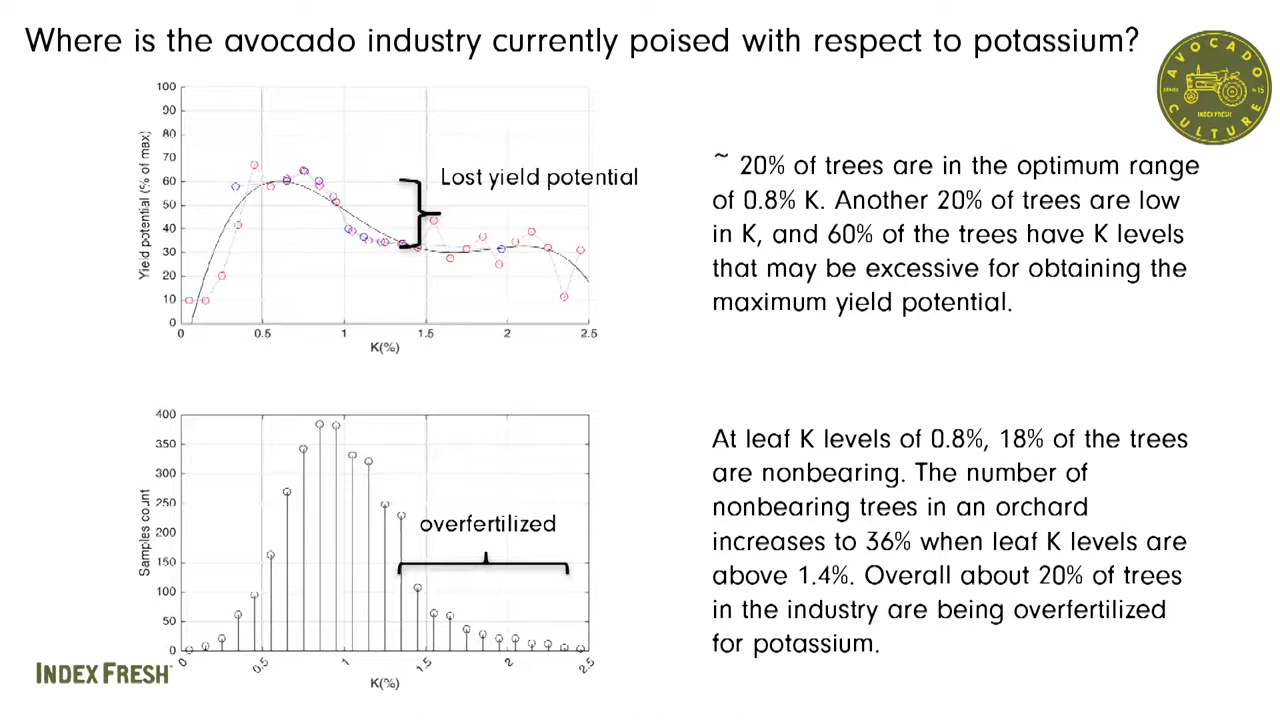 Where is the avocado industry currently poised with respect to potassium?
AVOCADO
CULTURE
INDEX FRESH
100
90
80
70
60
50
40
30
20
10
0
Yield potential (% of max)
Lost yield potential
0 0.5 1 1.5 2 2.5
K(%)
~ 20% of trees are in the optimum range
of 0.8% K. Another 20% of trees are low
in K, and 60% of the trees have K levels
that may be excessive for obtaining the
maximum yield potential.
400
350
300
250
200
150
100
50
0
Samples count
overfertilized
0 0.5 1 1.5 2 2.5
K(%)
At leaf K levels of 0.8%, 18% of the trees
are nonbearing. The number of
nonbearing trees in an orchard
increases to 36% when leaf K levels are
above 1.4%. Overall about 20% of trees
in the industry are being overfertilized
for potassium.
INDEX FRESH